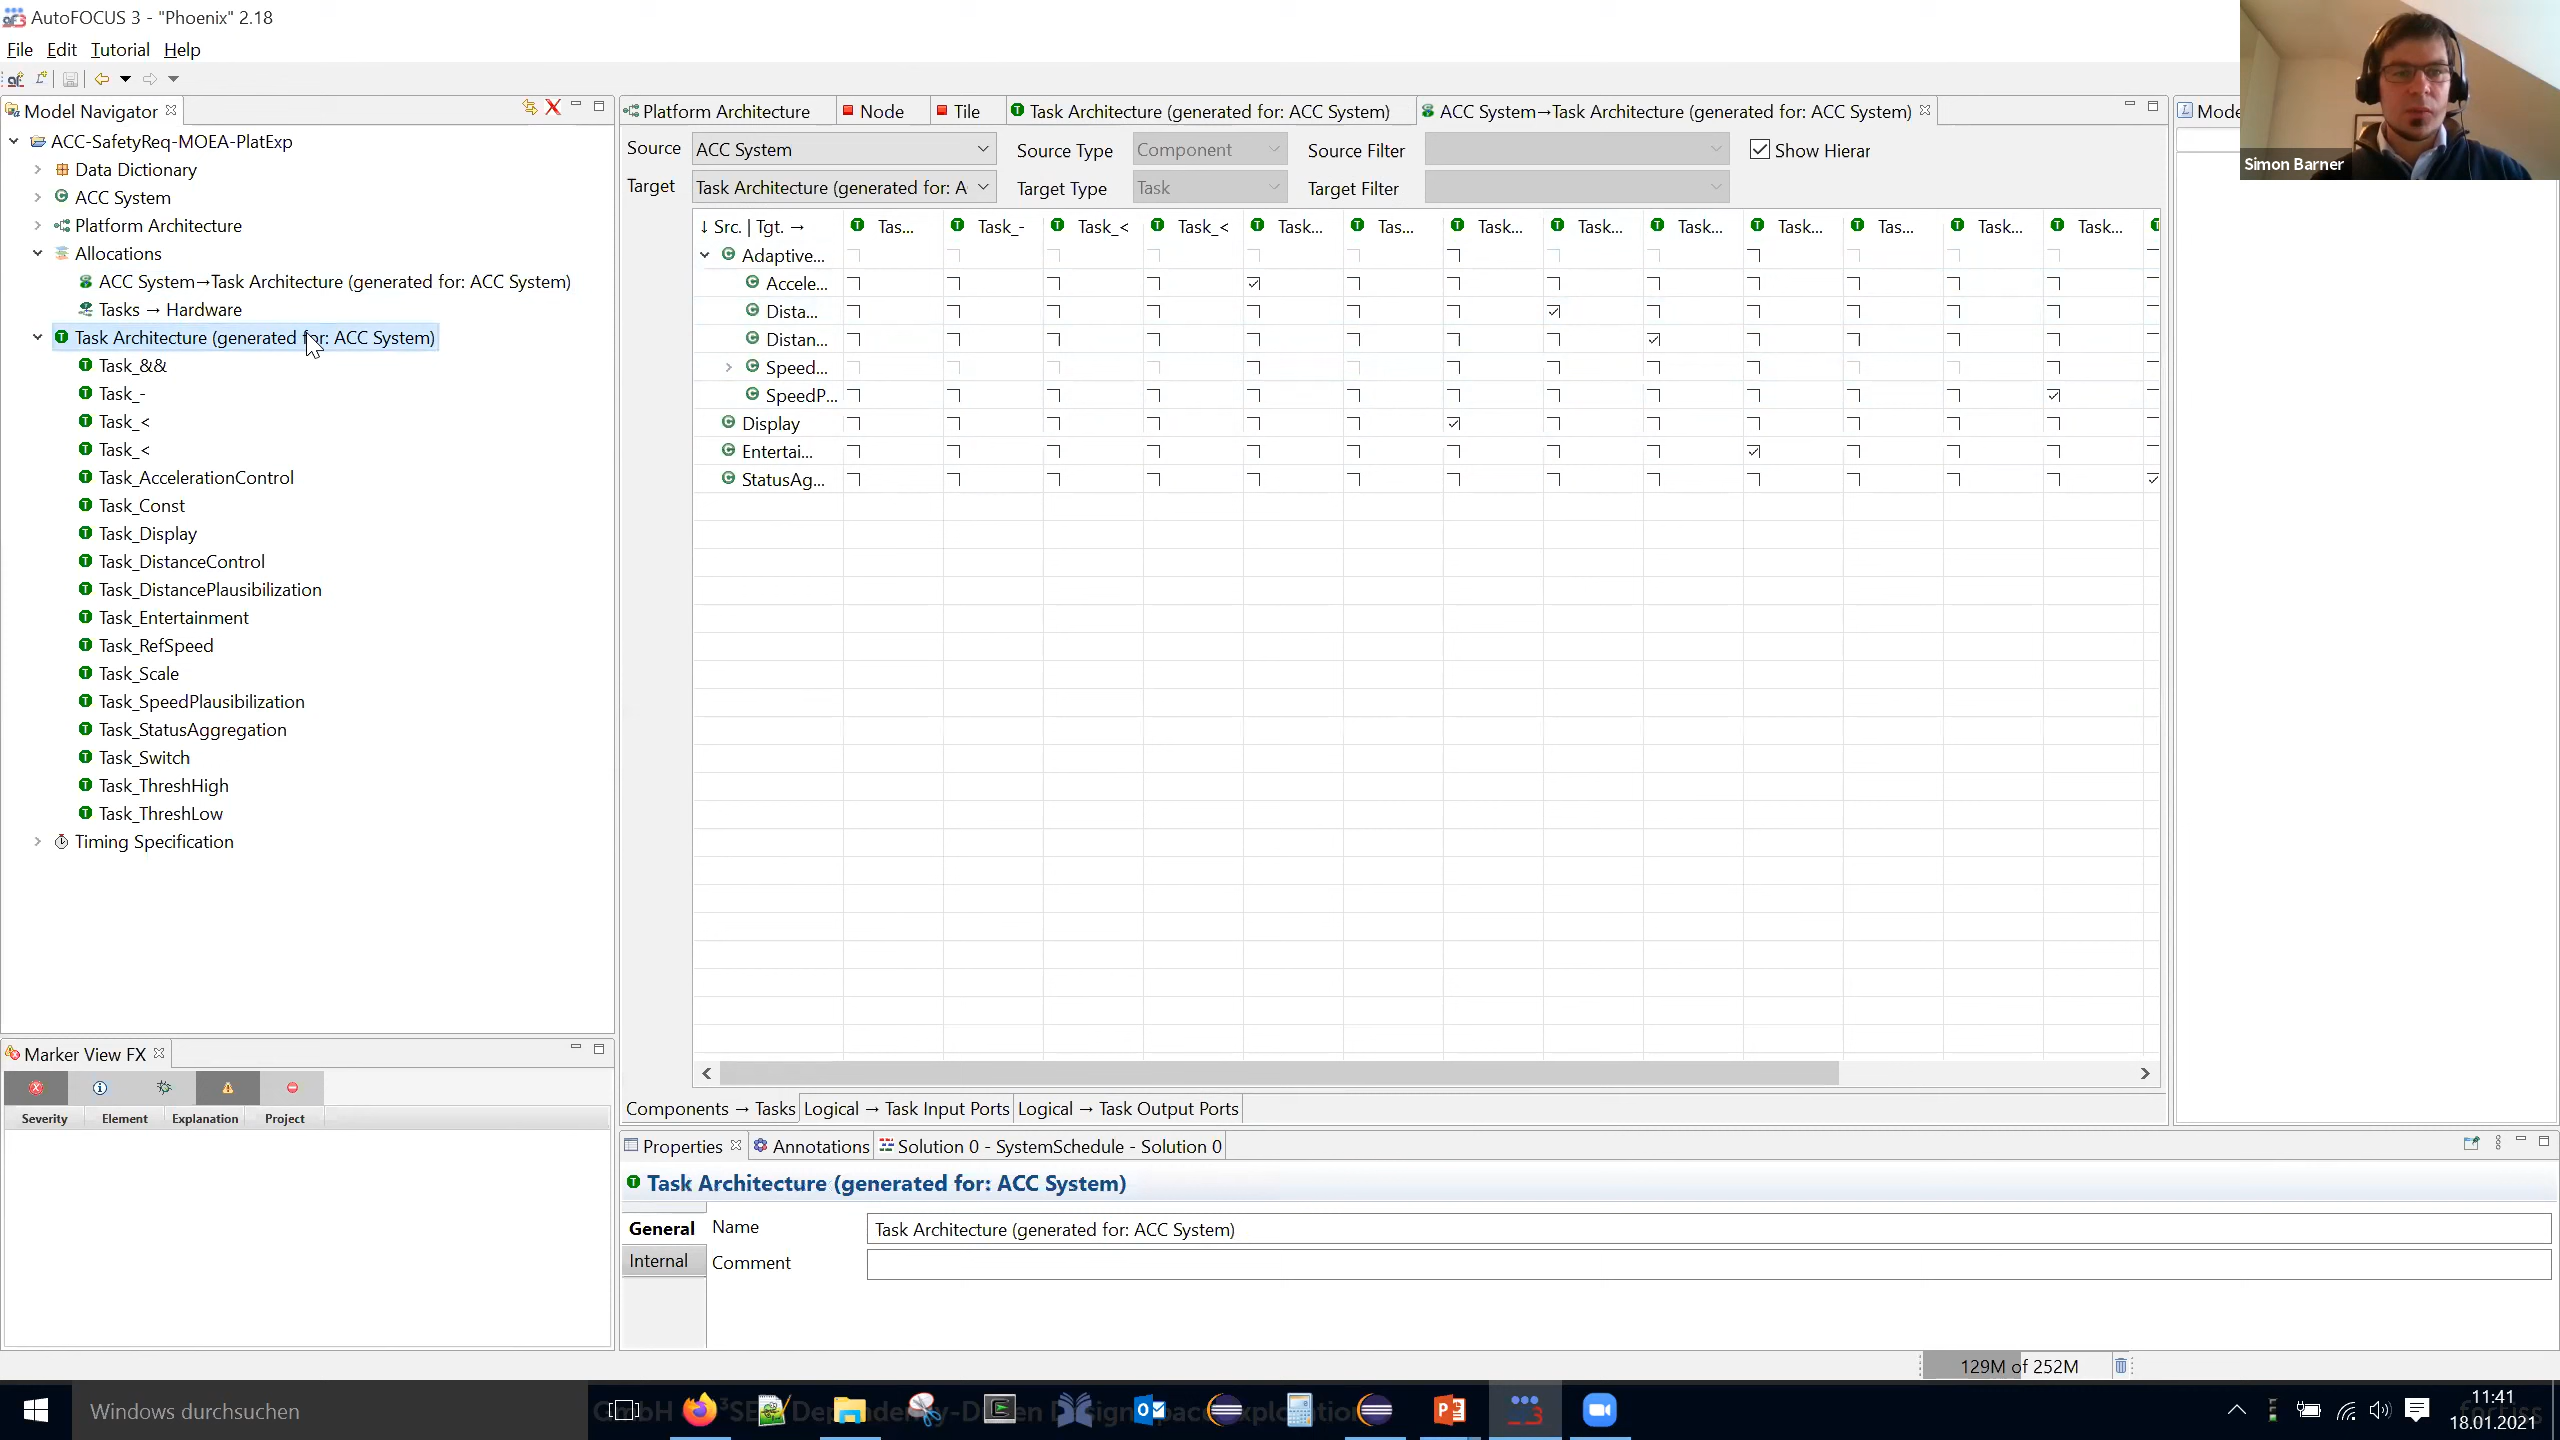 AutoFOCUS 3 - "Phoenix" 2.18
File Edit Tutorial Help
Model Navigator
ACC-SafetyReq-MOEA-PlatExp
Data Dictionary
ACC System
Platform Architecture
Allocations
ACC System→Task Architecture (generated for: ACC System)
Tasks → Hardware
Task Architecture (generated for: ACC System)
Task_&&
Task_-
Task_<
Task_<
Task_AccelerationControl
Task_Const
Task_Display
Task_DistanceControl
Task_DistancePlausibilization
Task_Entertainment
Task_RefSpeed
Task_Scale
Task_SpeedPlausibilization
Task_StatusAggregation
Task_Switch
Task_ThreshHigh
Task_ThreshLow
Timing Specification
Marker View FX
Severity Element Explanation Project
Platform Architecture Node Tile Task Architecture (generated for: ACC System) ACC System→Task Architecture (generated for: ACC System)
Source ACC System Source Type Component Source Filter Show Hierar
Target Task Architecture (generated for: A Target Type Task Target Filter
↓ Src. | Tgt. → Tas... Task_- Task_< Task_< Task... Tas... Task... Task... Task... Task... Tas... Task... Task...
Adaptive...
Accele...
Dista...
Distan...
Speed...
SpeedP...
Display
Entertai...
StatusAg...
Components → Tasks Logical → Task Input Ports Logical → Task Output Ports
Properties Annotations Solution 0 - SystemSchedule - Solution 0
Task Architecture (generated for: ACC System)
General Name Task Architecture (generated for: ACC System)
Internal Comment
Mode
Simon Barner
129M of 252M
Windows durchsuchen
11:41
18.01.2021